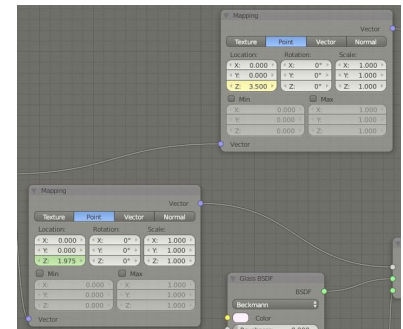 Mapping
Vector
Texture Point Vector Normal
Location: Rotation: Scale:
X: 0.000 X: 0° X: 1.000
Y: 0.000 Y: 0° Y: 1.000
Z: 3.500 Z: 0° Z: 1.000
Min Max
X: 0.000 X: 1.000
Y: 0.000 Y: 1.000
Z: 0.000 Z: 1.000
Vector
Mapping
Vector
Texture Point Vector Normal
Location: Rotation: Scale:
X: 0.000 X: 0° X: 1.000
Y: 0.000 Y: 0° Y: 1.000
Z: 1.975 Z: 0° Z: 1.000
Min Max
X: 0.000 X: 1.000
Y: 0.000 Y: 1.000
Z: 0.000 Z: 1.000
Vector
Glass BSDF
BSDF
Beckmann
Color